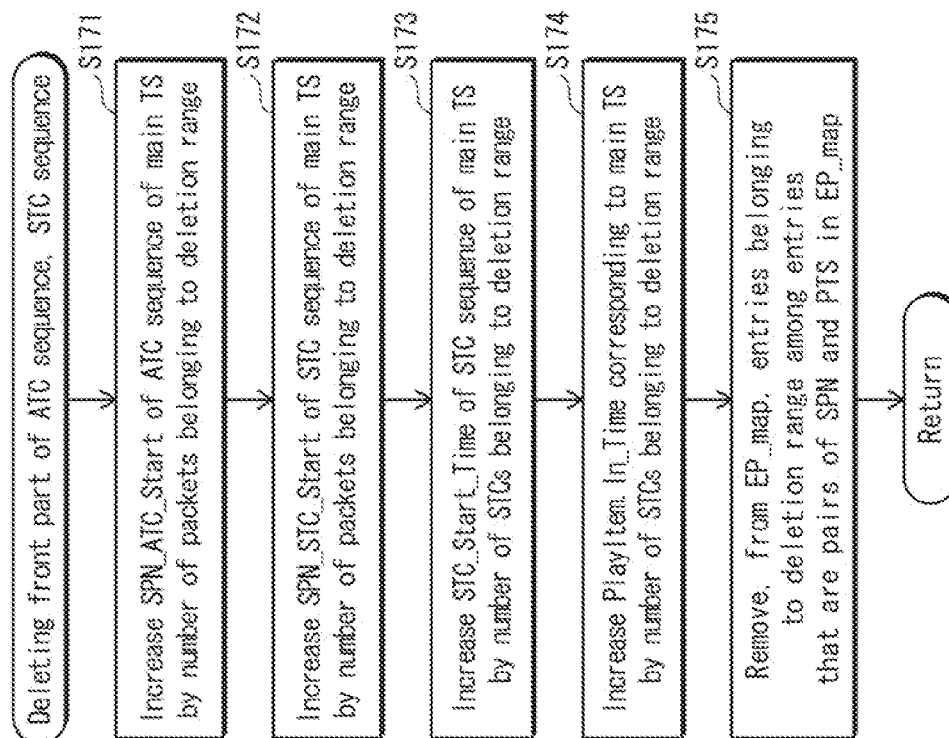 Deleting front part of ATC sequence, STC sequence
S171
Increase SPN_ATC_Start of ATC sequence of main TS
by number of packets belonging to deletion range
S172
Increase SPN_STC_Start of STC sequence of main TS
by number of packets belonging to deletion range
S173
Increase STC_Start_Time of STC sequence of main TS
by number of STCs belonging to deletion range
S174
Increase PlayItem In_Time corresponding to main TS
by number of STCs belonging to deletion range
S175
Remove, from EP_map, entries belonging
to deletion range among entries
that are pairs of SPN and PTS in EP_map
Return